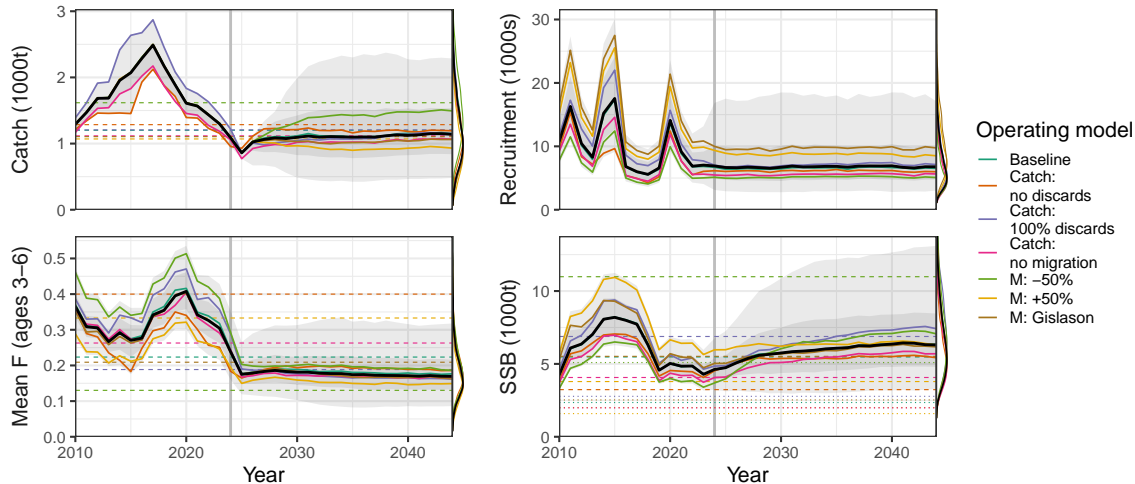 Catch (1000t)
3
2
1
0
Recruitment (1000s)
30
20
10
0
Mean F (ages 3−6)
0.5
0.4
0.3
0.2
0.1
0.0
2010
2020
2030
2040
Year
SSB (1000t)
10
5
0
2010
2020
2030
2040
Year
Operating model
Baseline
Catch:
no discards
Catch:
100% discards
Catch:
no migration
M: −50%
M: +50%
M: Gislason